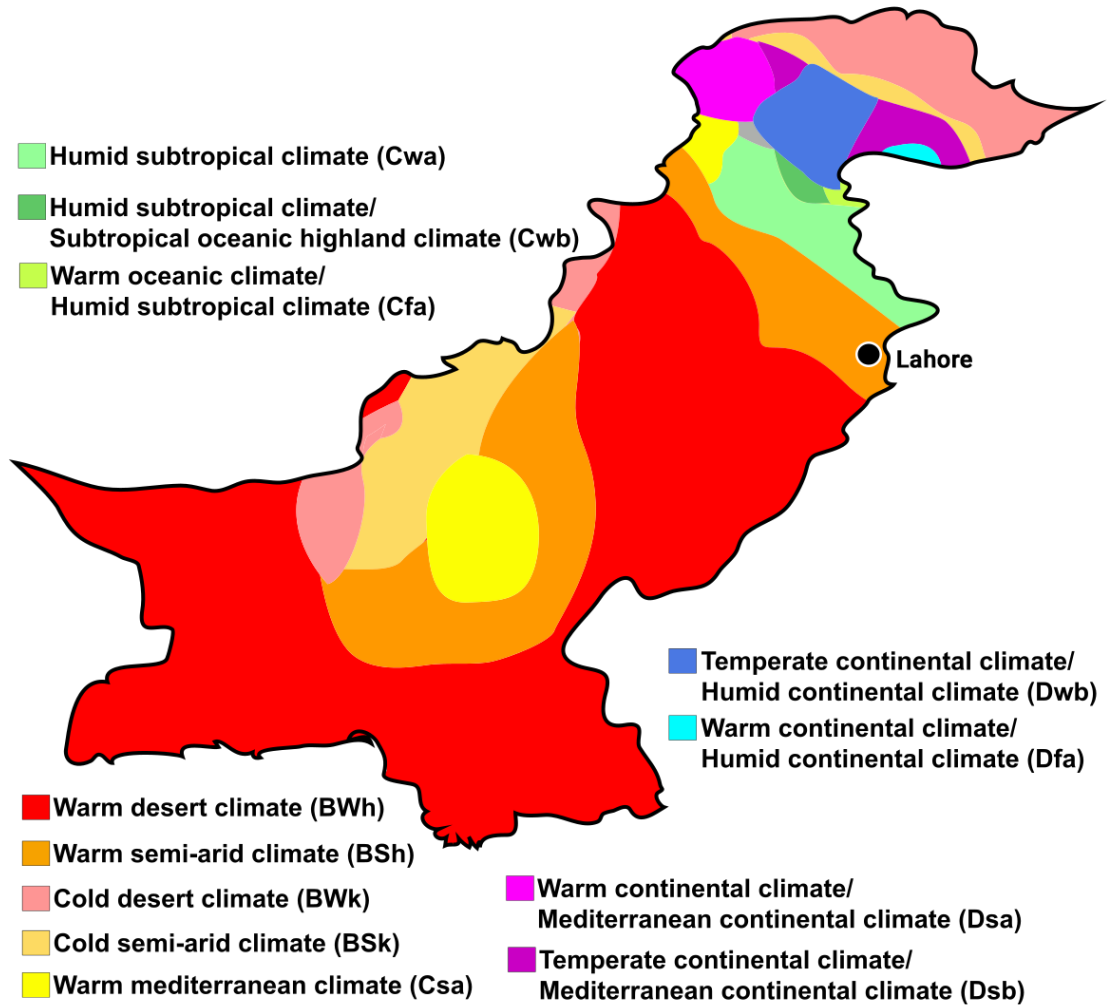 Humid subtropical climate (Cwa)
Humid subtropical climate/
Subtropical oceanic highland climate (Cwb)
Warm oceanic climate/
Humid subtropical climate (Cfa)
Lahore
Temperate continental climate/
Humid continental climate (Dwb)
Warm continental climate/
Humid continental climate (Dfa)
Warm desert climate (BWh)
Warm semi-arid climate (BSh)
Cold desert climate (BWk)
Cold semi-arid climate (BSk)
Warm mediterranean climate (Csa)
Warm continental climate/
Mediterranean continental climate (Dsa)
Temperate continental climate/
Mediterranean continental climate (Dsb)